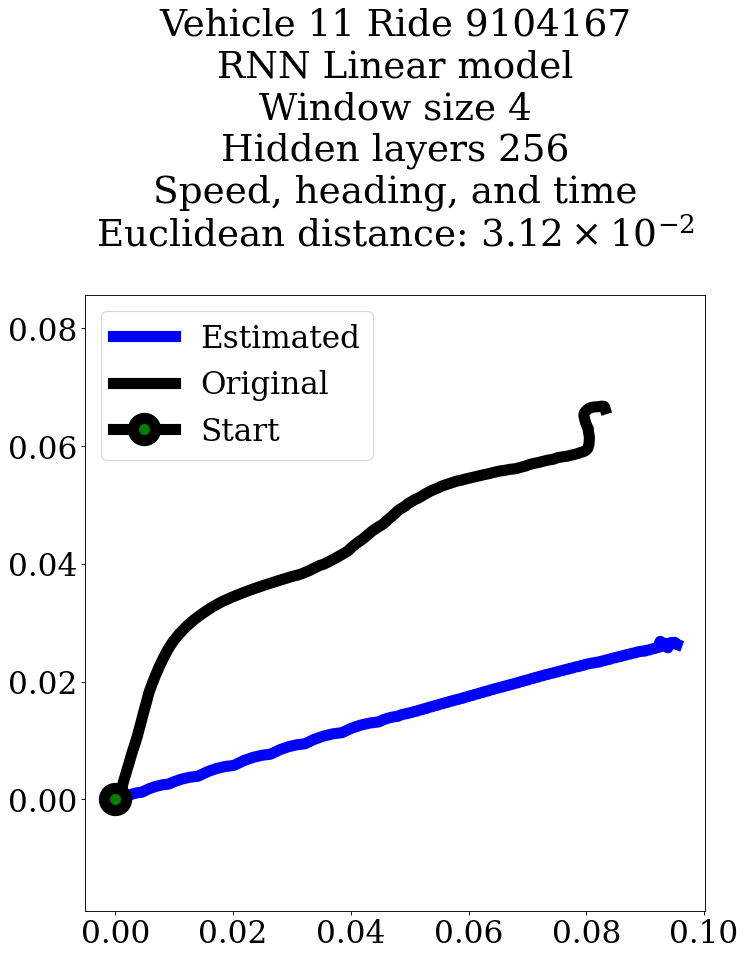 Vehicle 11 Ride 9104167
RNN Linear model
Window size 4
Hidden layers 256
Speed, heading, and time
Euclidean distance: 3.12 × 10⁻²
Estimated
Original
Start
0.08
0.06
0.04
0.02
0.00
0.00 0.02 0.04 0.06 0.08 0.10